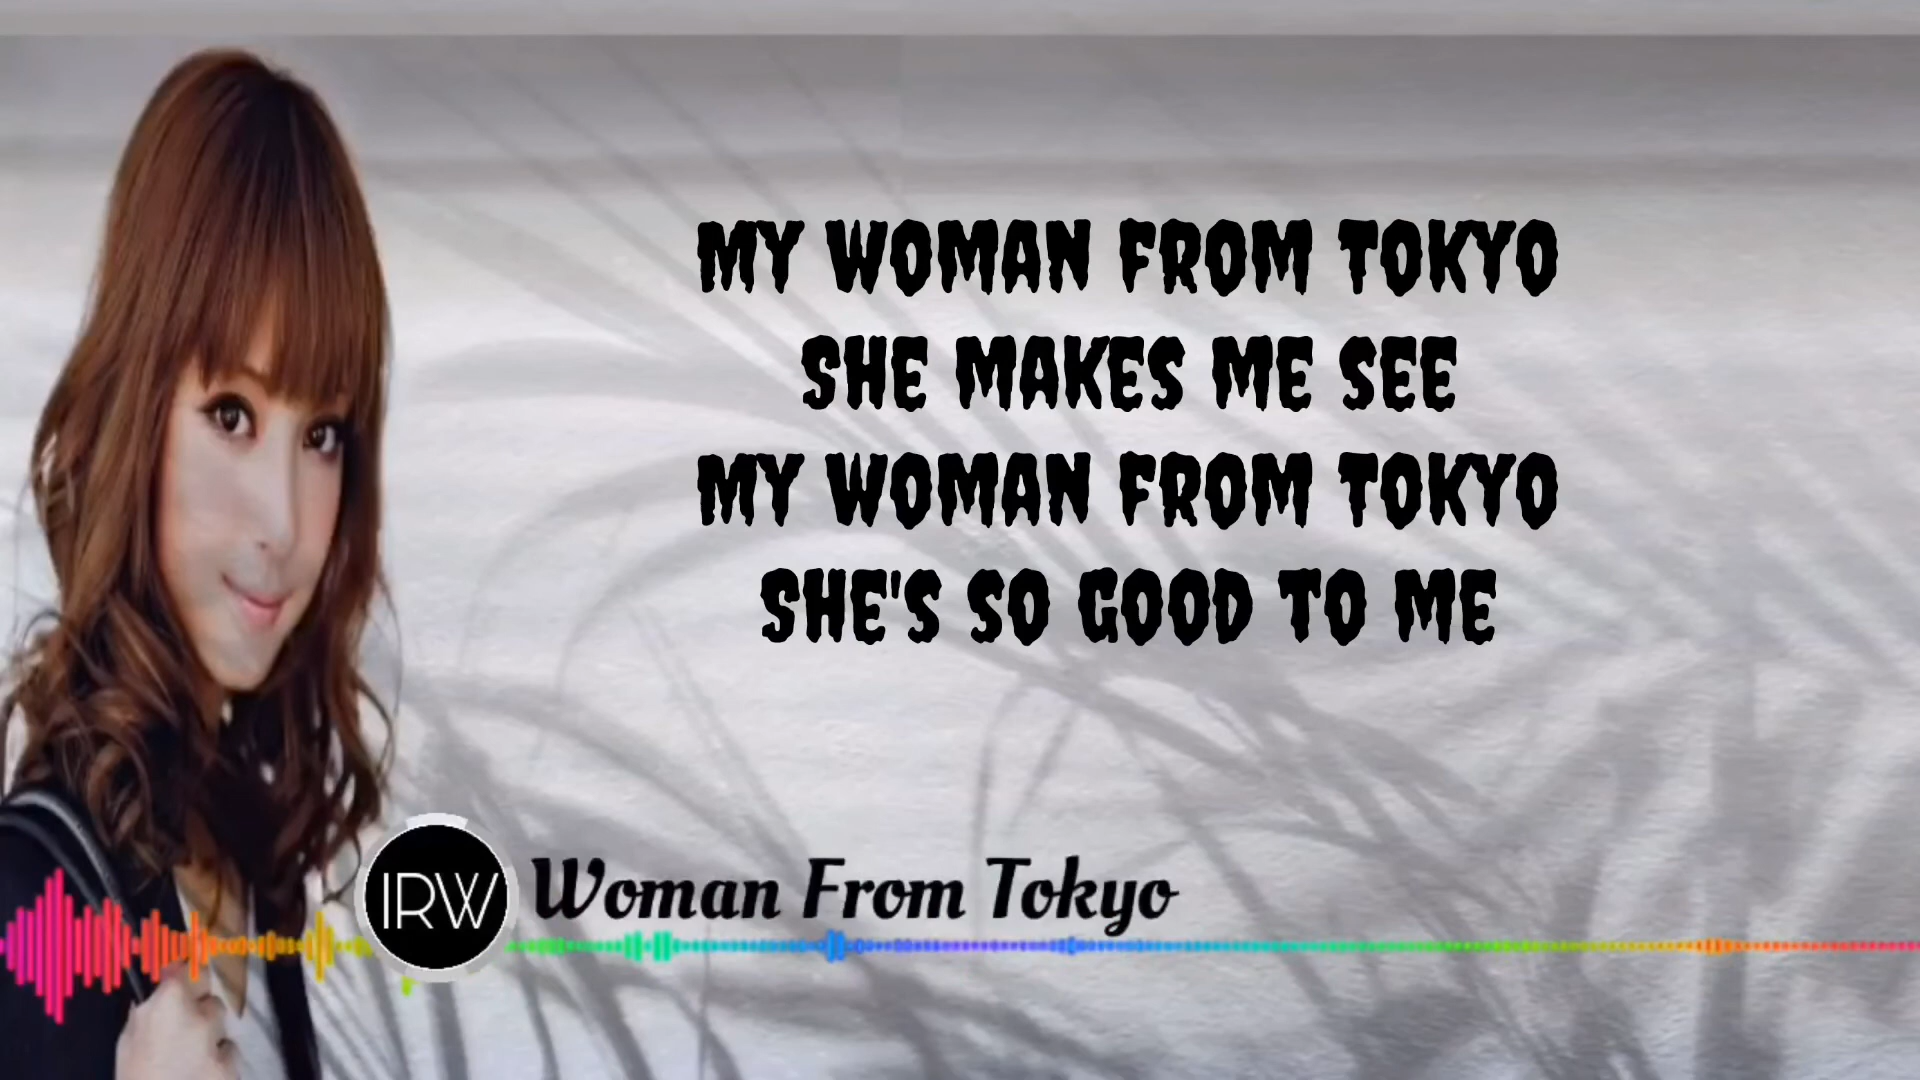 MY WOMAN FROM TOKYO
SHE MAKES ME SEE
MY WOMAN FROM TOKYO
SHE'S SO GOOD TO ME
IRW
Woman From Tokyo